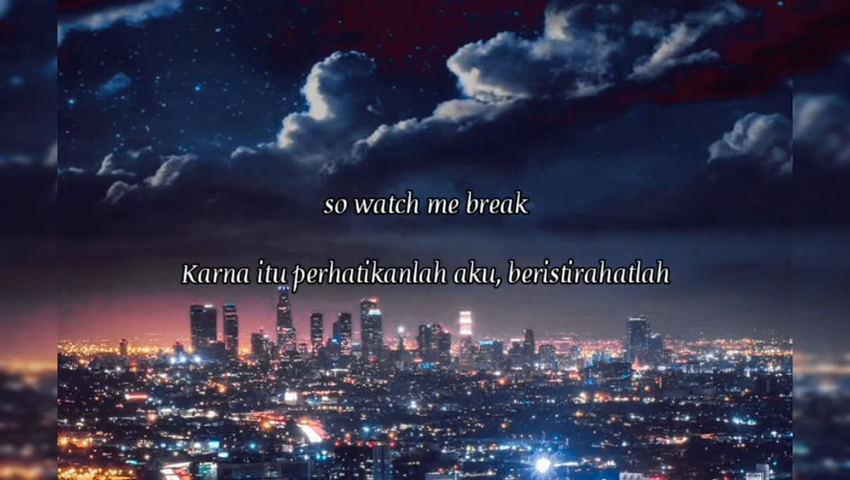 so watch me break
Karna itu perhatikanlah aku, beristirahatlah